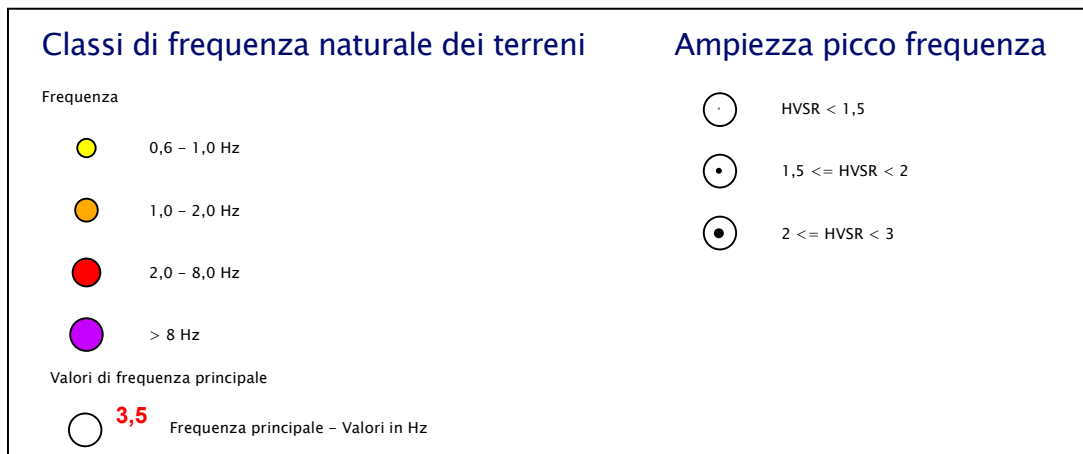 Classi di frequenza naturale dei terreni
Frequenza
0,6 – 1,0 Hz
1,0 – 2,0 Hz
2,0 – 8,0 Hz
> 8 Hz
Valori di frequenza principale
3,5
Frequenza principale – Valori in Hz
Ampiezza picco frequenza
HVSR < 1,5
1,5 <= HVSR < 2
2 <= HVSR < 3